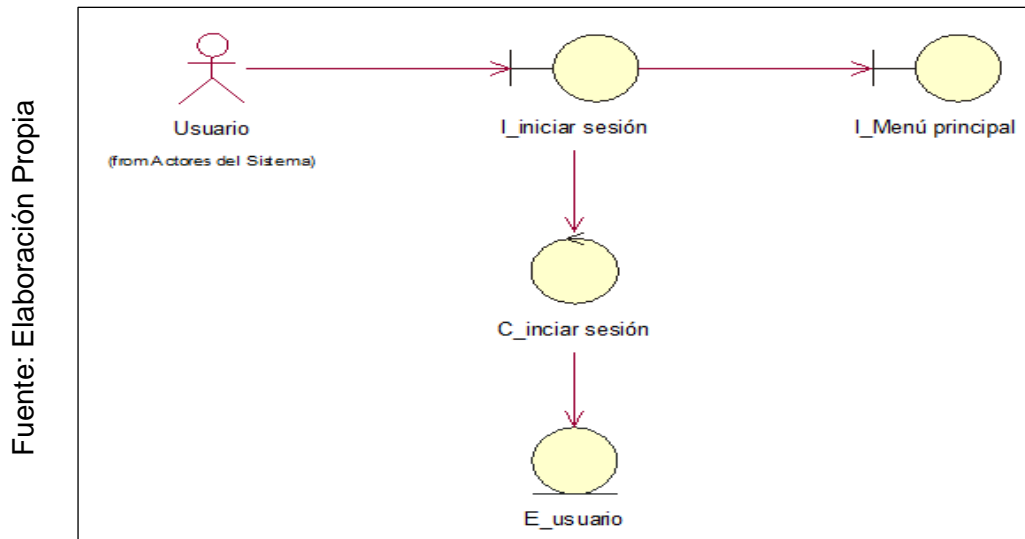 Fuente: Elaboración Propia
Usuario
(from Actores del Sistema)
I_iniciar sesión
I_Menú principal
C_inciar sesión
E_usuario